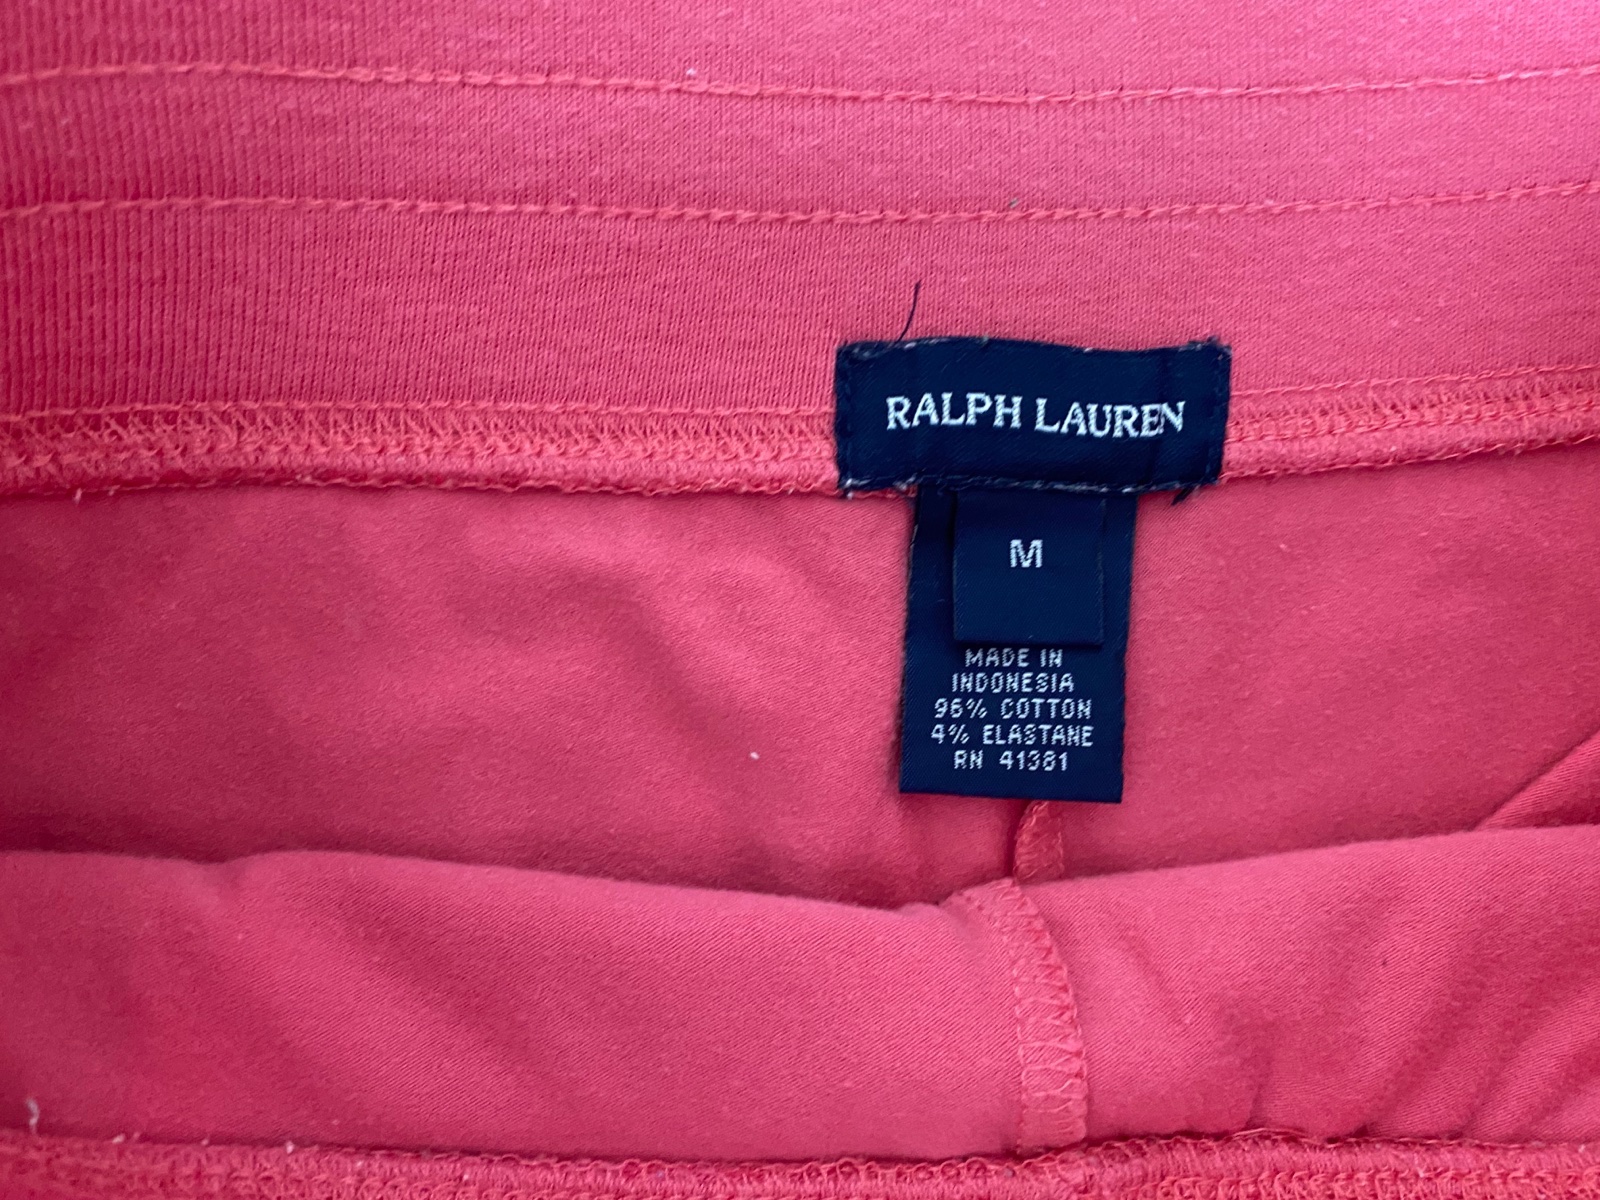 RALPH LAUREN
M
MADE IN
INDONESIA
96% COTTON
4% ELASTANE
RN 41381